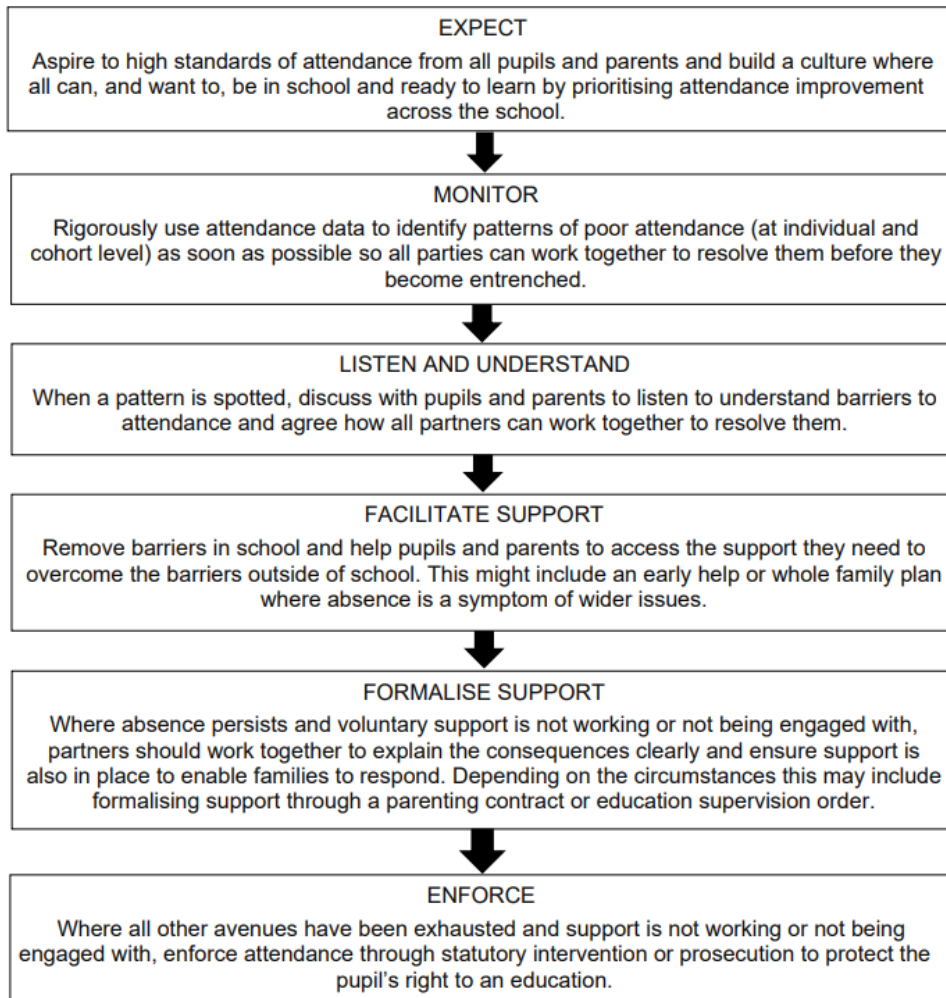 EXPECT
Aspire to high standards of attendance from all pupils and parents and build a culture where
all can, and want to, be in school and ready to learn by prioritising attendance improvement
across the school.
MONITOR
Rigorously use attendance data to identify patterns of poor attendance (at individual and
cohort level) as soon as possible so all parties can work together to resolve them before they
become entrenched.
LISTEN AND UNDERSTAND
When a pattern is spotted, discuss with pupils and parents to listen to understand barriers to
attendance and agree how all partners can work together to resolve them.
FACILITATE SUPPORT
Remove barriers in school and help pupils and parents to access the support they need to
overcome the barriers outside of school. This might include an early help or whole family plan
where absence is a symptom of wider issues.
FORMALISE SUPPORT
Where absence persists and voluntary support is not working or not being engaged with,
partners should work together to explain the consequences clearly and ensure support is
also in place to enable families to respond. Depending on the circumstances this may include
formalising support through a parenting contract or education supervision order.
ENFORCE
Where all other avenues have been exhausted and support is not working or not being
engaged with, enforce attendance through statutory intervention or prosecution to protect the
pupil's right to an education.